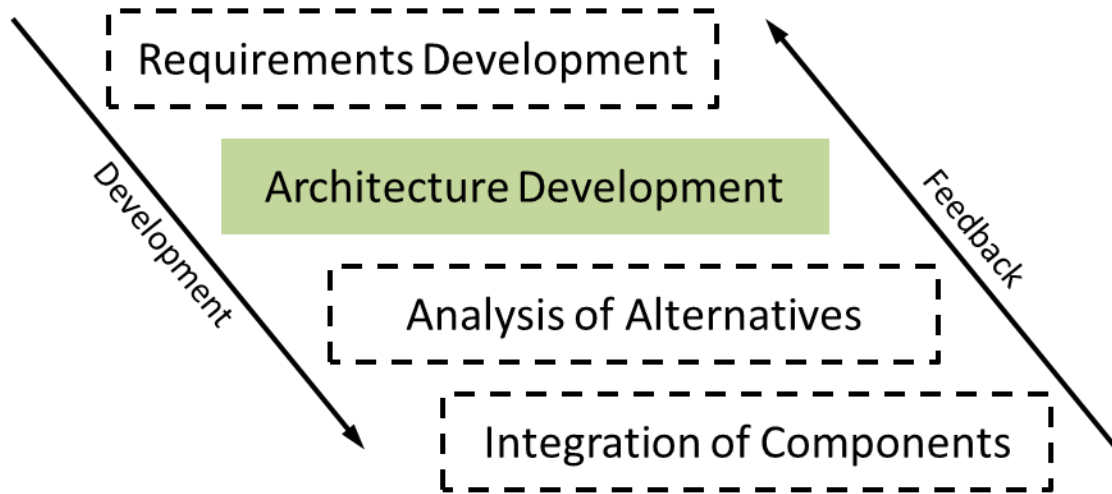 Requirements Development
Architecture Development
Development
Feedback
Analysis of Alternatives
Integration of Components